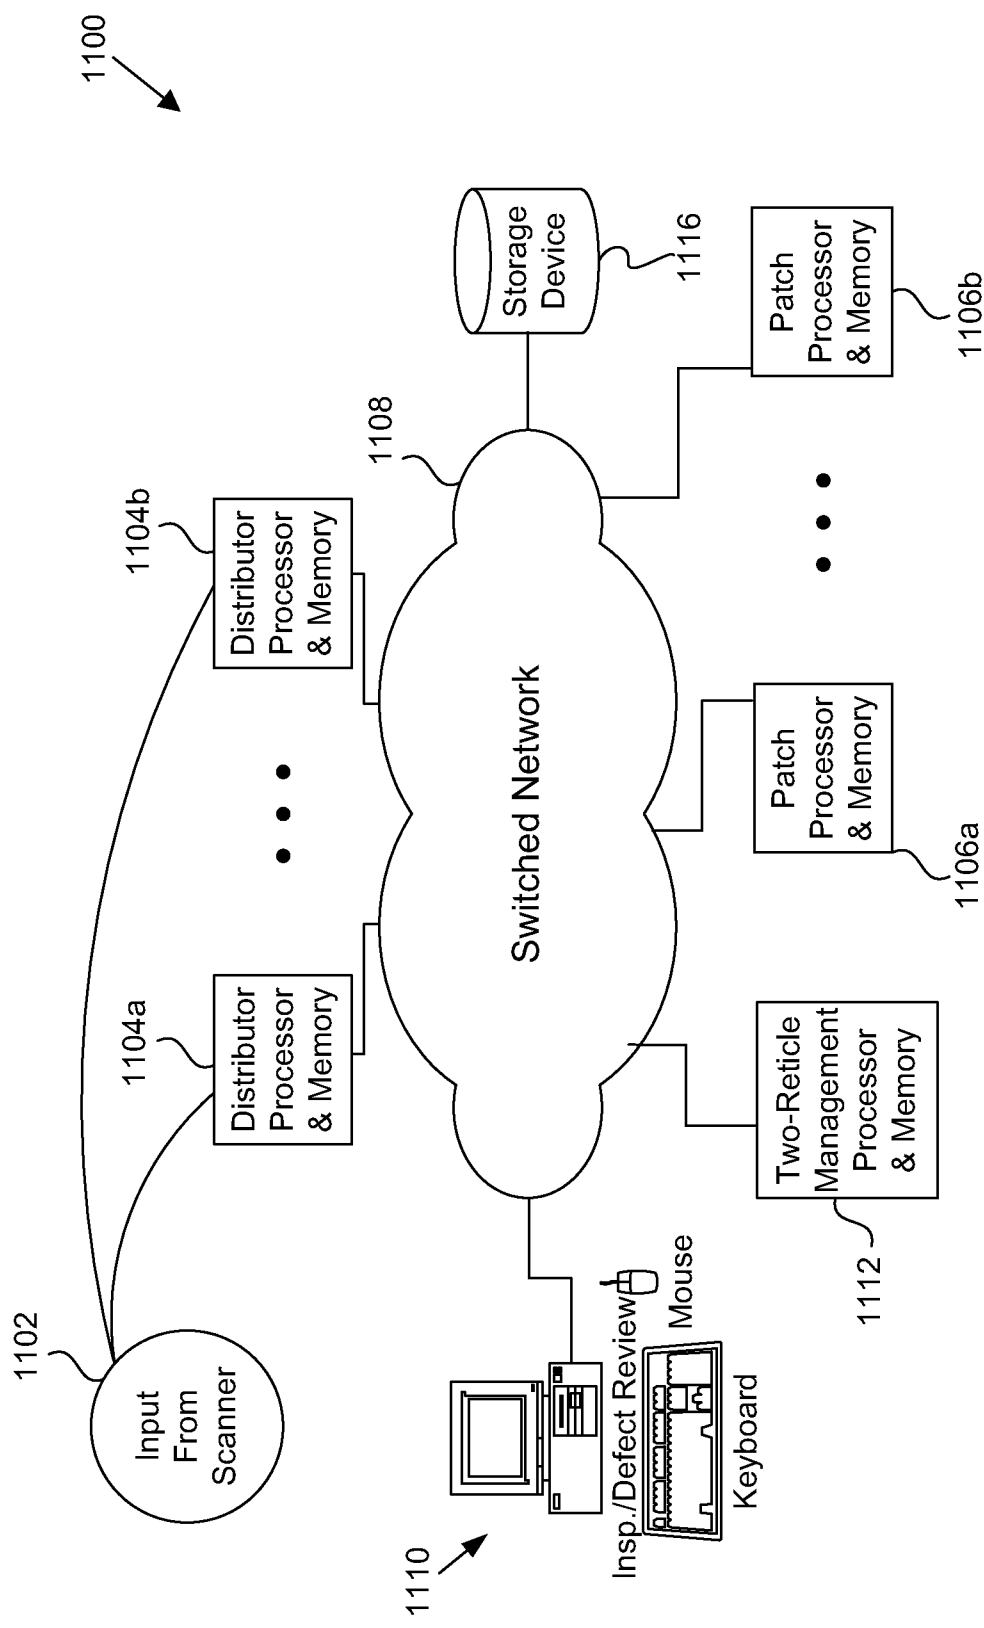 1100
1102
Input
From
Scanner
1104a
Distributor
Processor
& Memory
1104b
Distributor
Processor
& Memory
1108
Switched Network
Storage
Device
1116
1110
Insp./Defect Review
Mouse
Keyboard
Two-Reticle
Management
Processor
& Memory
1112
Patch
Processor
& Memory
1106a
Patch
Processor
& Memory
1106b